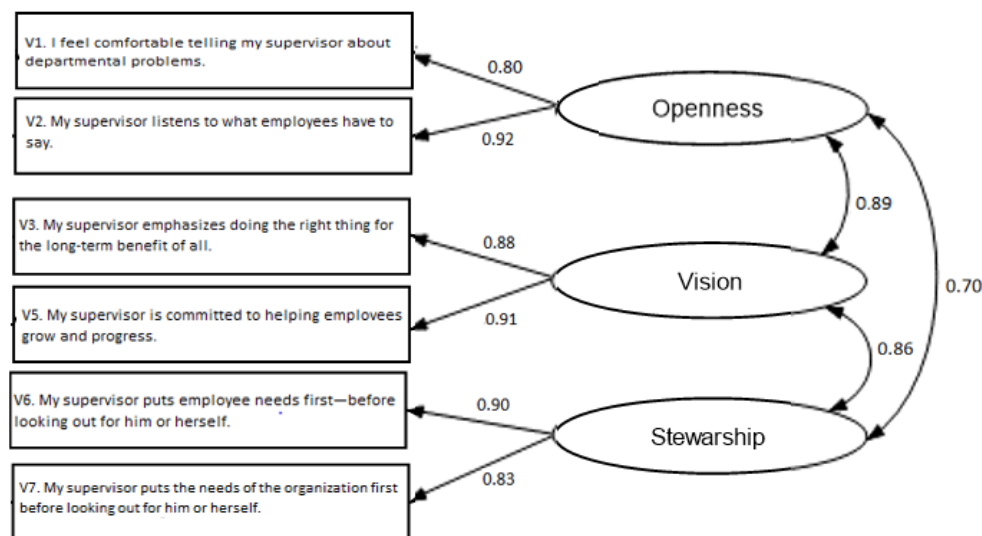 V1. I feel comfortable telling my supervisor about
departmental problems.
0.80
Openness
V2. My supervisor listens to what employees have to
say.
0.92
0.89
V3. My supervisor emphasizes doing the right thing for
the long-term benefit of all.
0.88
Vision
0.70
V5. My supervisor is committed to helping employees
grow and progress.
0.91
0.86
V6. My supervisor puts employee needs first—before
looking out for him or herself.
0.90
Stewarship
V7. My supervisor puts the needs of the organization first
before looking out for him or herself.
0.83